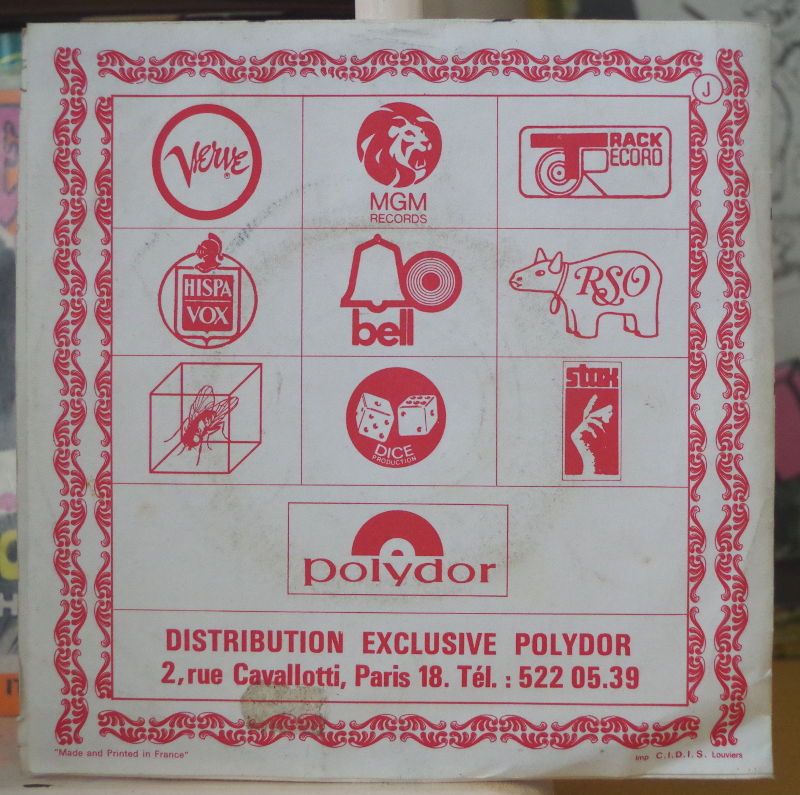 J
Verve
®
MGM
RECORDS
TRACK
RECORD
HISPA
VOX
bell
RSO
DICE
PRODUCTION
stax
polydor
DISTRIBUTION EXCLUSIVE POLYDOR
2, rue Cavallotti, Paris 18. Tél. : 522 05.39
"Made and Printed in France"
Imp C.I.D.I.S. Louviers